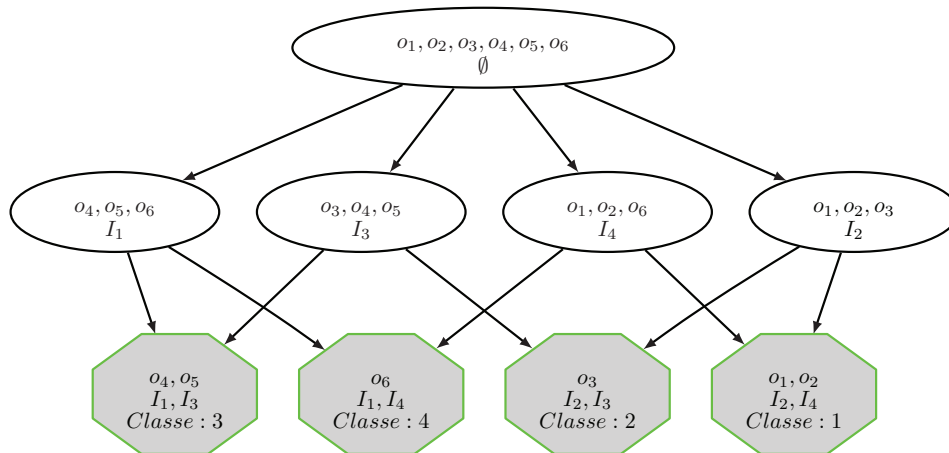 o₁, o₂, o₃, o₄, o₅, o₆
∅
o₄, o₅, o₆
I₁
o₃, o₄, o₅
I₃
o₁, o₂, o₆
I₄
o₁, o₂, o₃
I₂
o₄, o₅
I₁, I₃
Classe : 3
o₆
I₁, I₄
Classe : 4
o₃
I₂, I₃
Classe : 2
o₁, o₂
I₂, I₄
Classe : 1